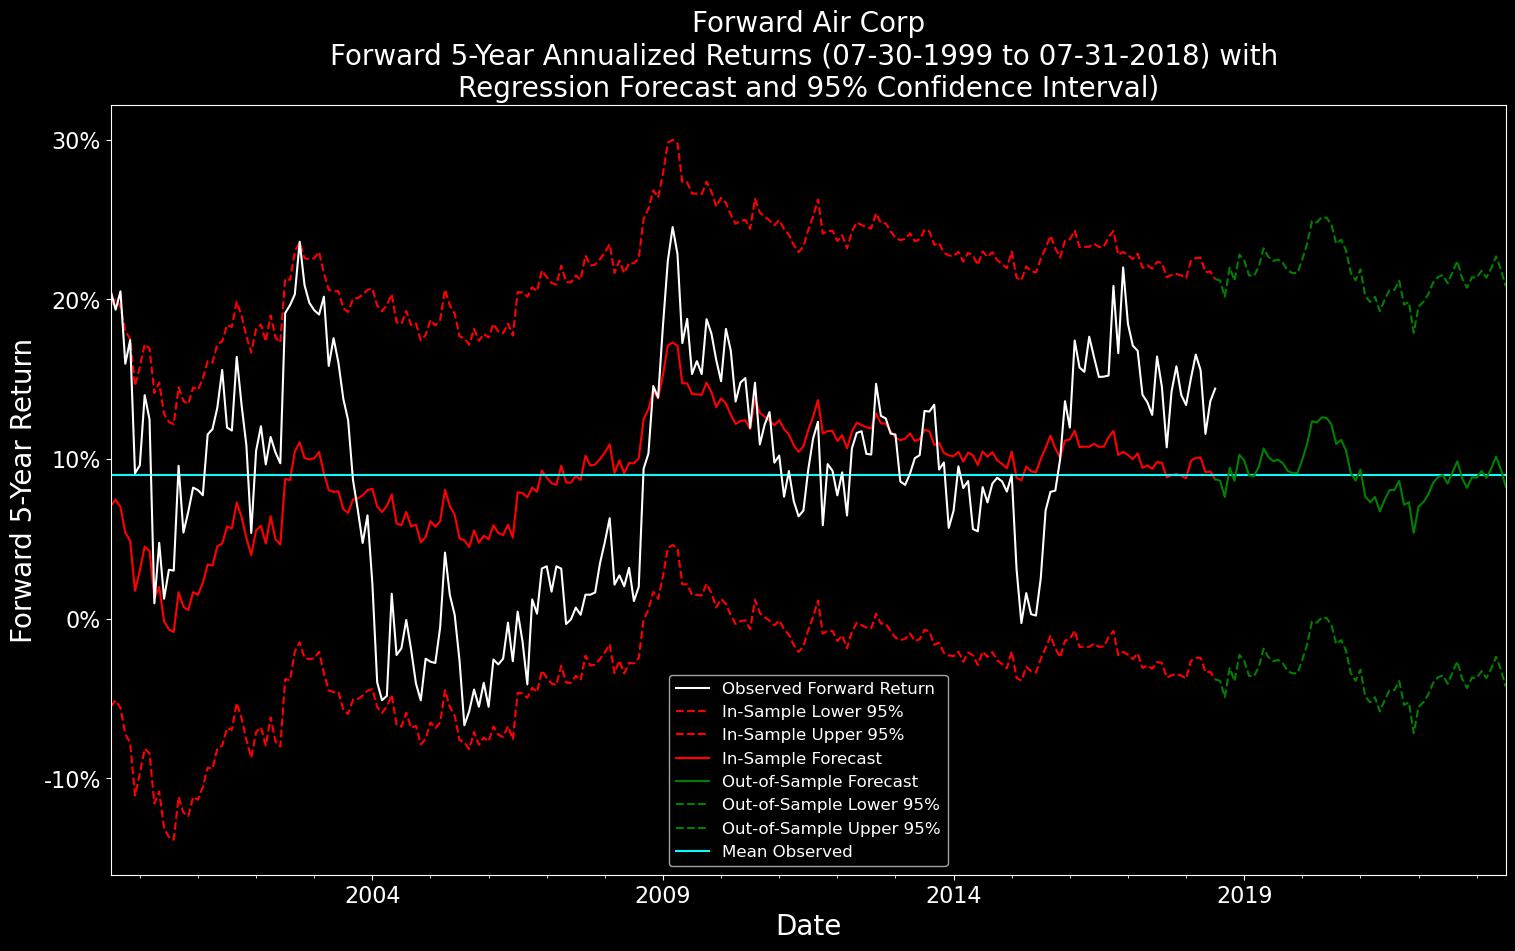 Forward Air Corp
Forward 5-Year Annualized Returns (07-30-1999 to 07-31-2018) with
Regression Forecast and 95% Confidence Interval)
Forward 5-Year Return
30%
20%
10%
0%
-10%
Observed Forward Return
In-Sample Lower 95%
In-Sample Upper 95%
In-Sample Forecast
Out-of-Sample Forecast
Out-of-Sample Lower 95%
Out-of-Sample Upper 95%
Mean Observed
2004
2009
2014
2019
Date